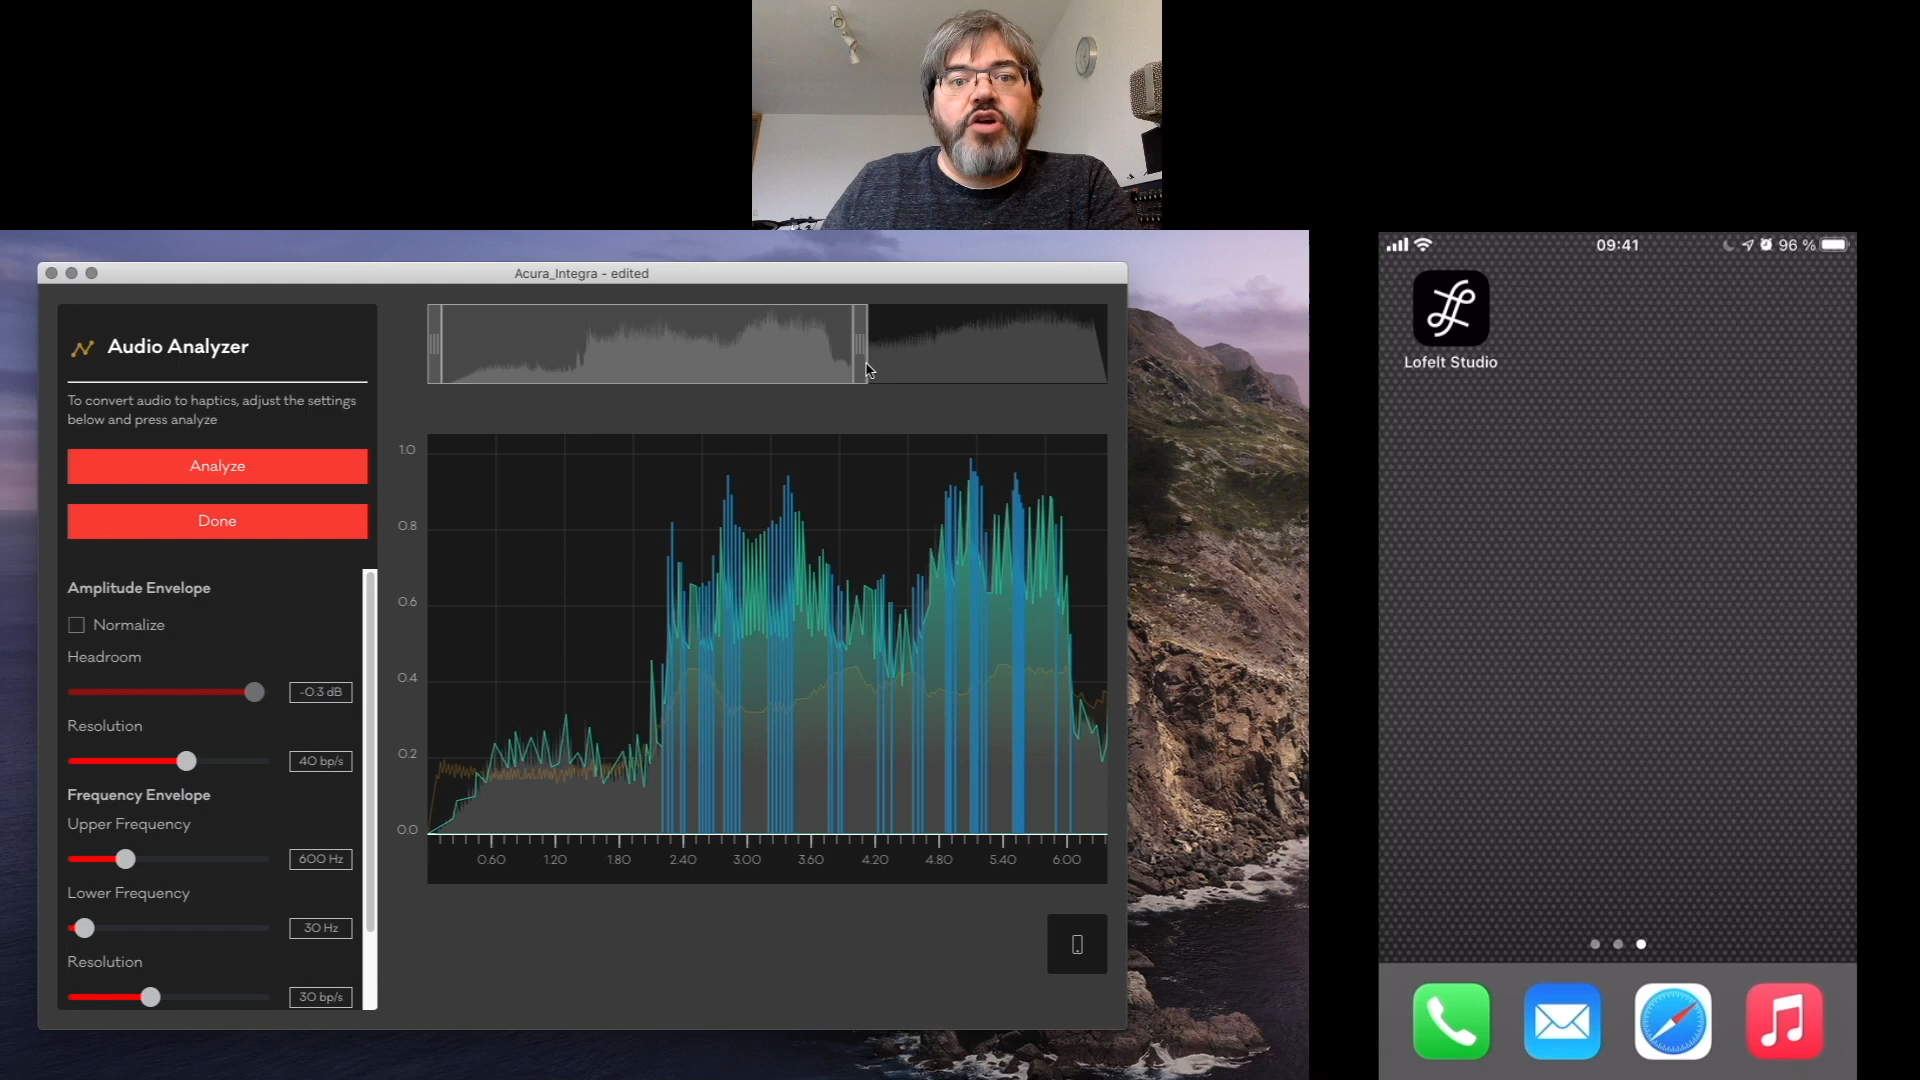 Acura_Integra - edited
Audio Analyzer
To convert audio to haptics, adjust the settings
below and press analyze
Analyze
Done
Amplitude Envelope
Normalize
Headroom
-0.3 dB
Resolution
40 bp/s
Frequency Envelope
Upper Frequency
600 Hz
Lower Frequency
30 Hz
Resolution
30 bp/s
1.0
0.8
0.6
0.4
0.2
0.0
0.60 1.20 1.80 2.40 3.00 3.60 4.20 4.80 5.40 6.00
09:41
96 %
Lofelt Studio